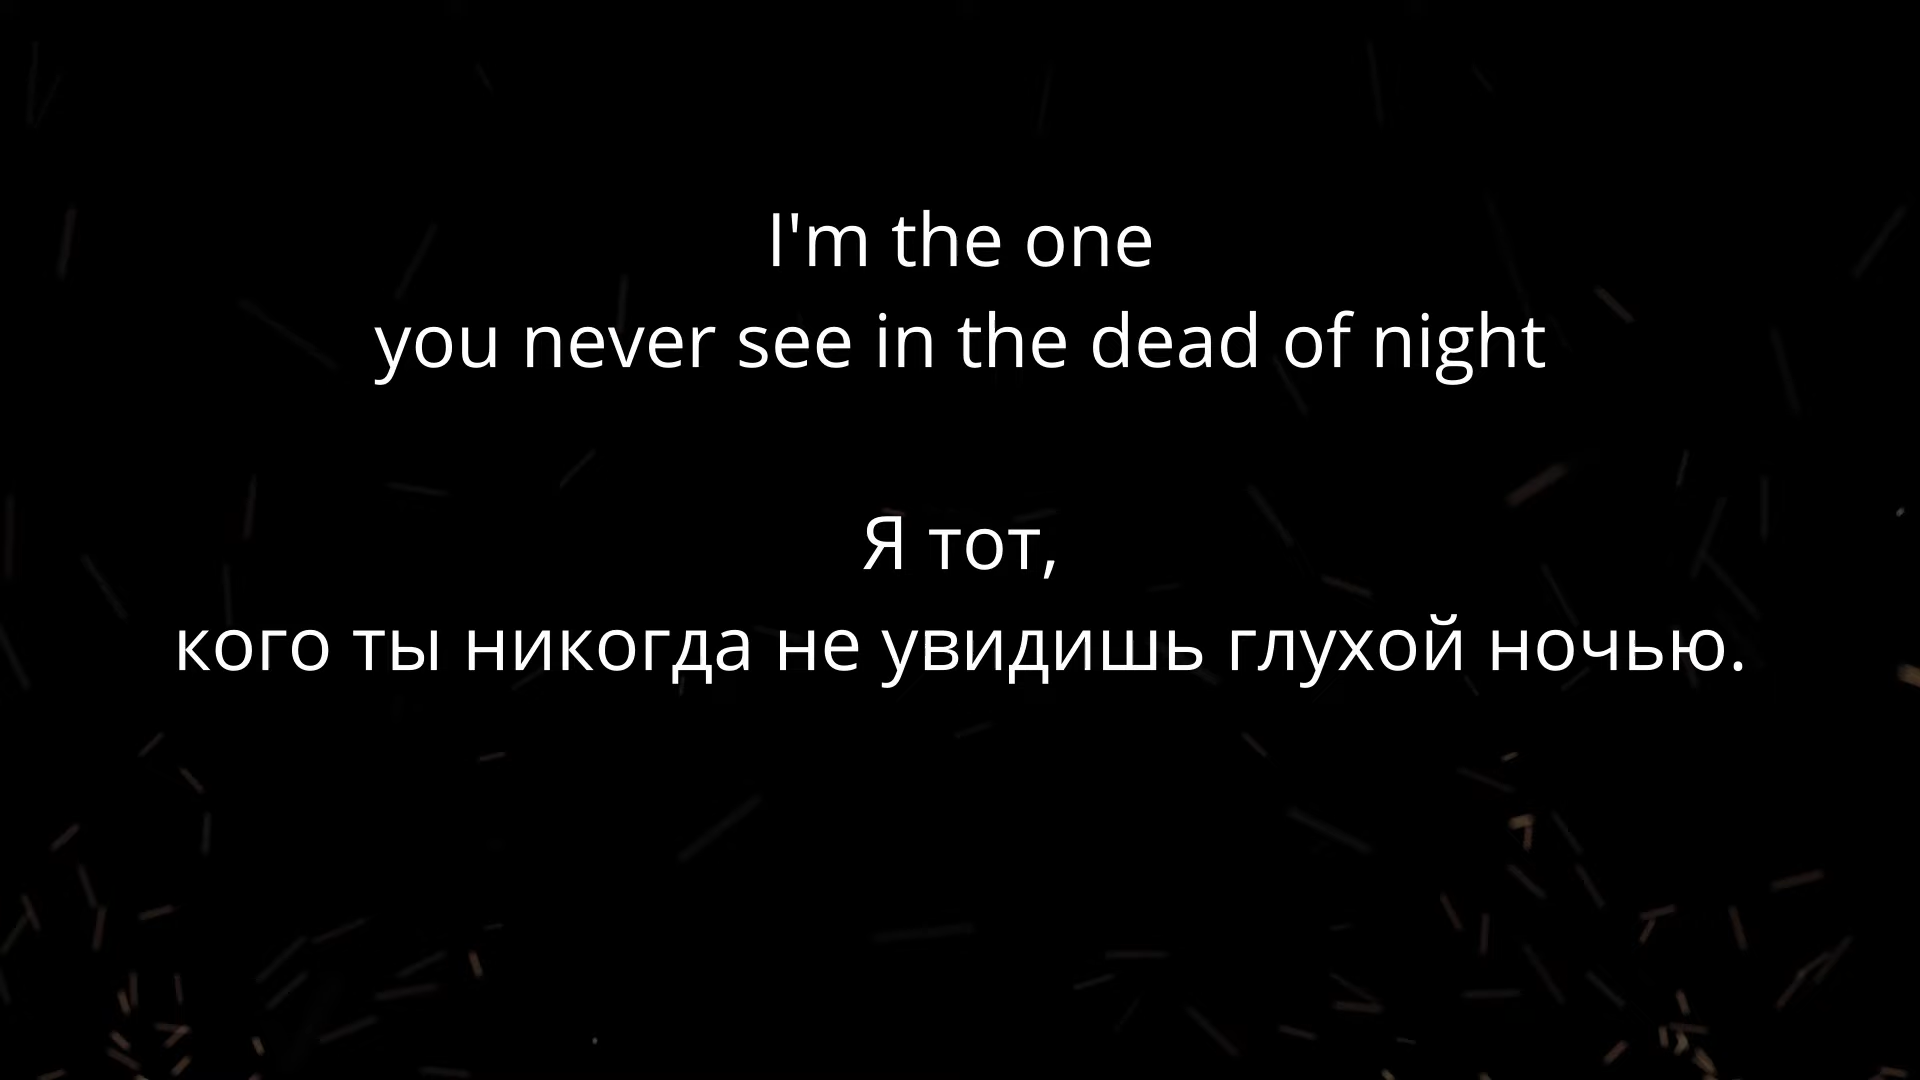 I'm the one
you never see in the dead of night
Я тот,
кого ты никогда не увидишь глухой ночью.